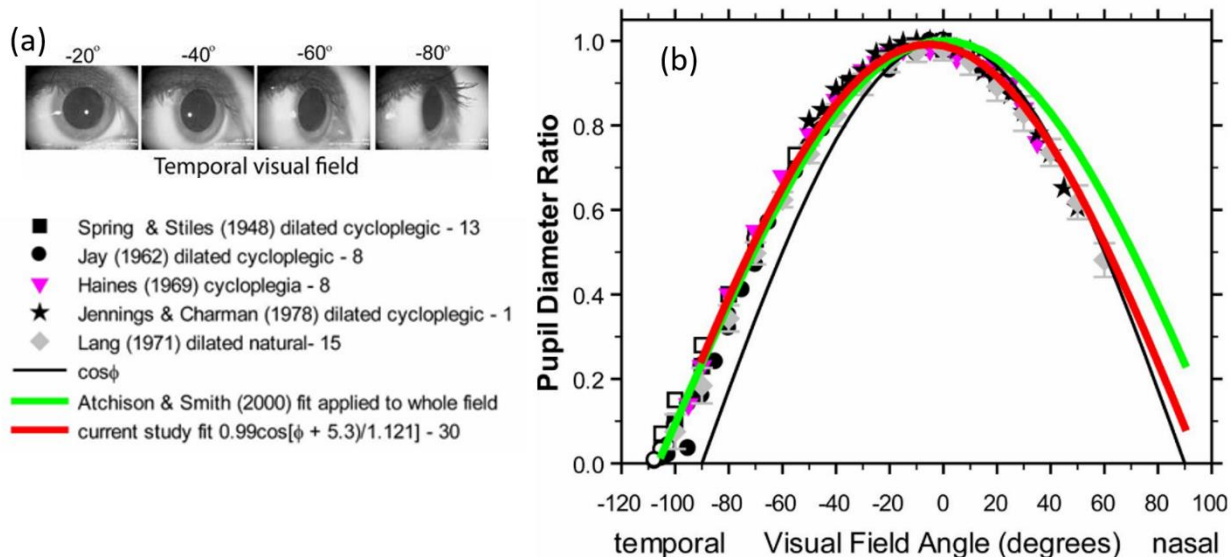 (a)
-20° -40° -60° -80°
Temporal visual field
Spring & Stiles (1948) dilated cycloplegic - 13
Jay (1962) dilated cycloplegic - 8
Haines (1969) cycloplegia - 8
Jennings & Charman (1978) dilated cycloplegic - 1
Lang (1971) dilated natural- 15
cosϕ
Atchison & Smith (2000) fit applied to whole field
current study fit 0.99cos[ϕ + 5.3)/1.121] - 30
(b)
Pupil Diameter Ratio
1.0
0.8
0.6
0.4
0.2
0.0
-120 -100 -80 -60 -40 -20 0 20 40 60 80 100
temporal Visual Field Angle (degrees) nasal